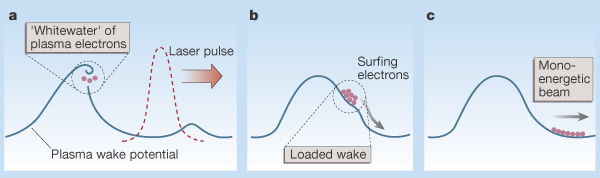 a
'Whitewater' of
plasma electrons
Laser pulse
Plasma wake potential
b
Surfing
electrons
Loaded wake
c
Mono-
energetic
beam